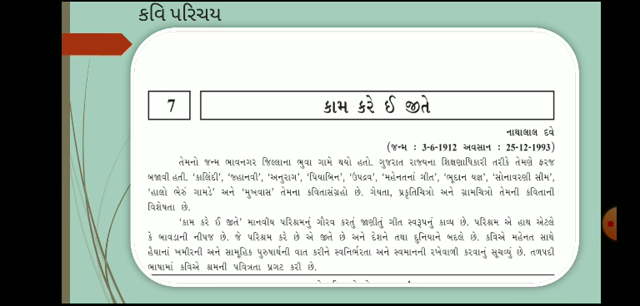 કવિ પરિચય
7
કામ કરે ઈ જીતે
નાથાલાલ દવે
(જન્મ : 3-6-1912 અવસાન : 25-12-1993)
તેમનો જન્મ ભાવનગર જિલ્લાના ભુવા ગામે થયો હતો. ગુજરાત રાજ્યના શિક્ષણાધિકારી તરીકે તેમણે ફરજ
બજાવી હતી. ‘કાલિંદી’, ‘જાહ્નવી’, ‘અનુરાગ’, ‘પિયાબિન’, ‘ઉપદ્રવ’, ‘મહેનતનાં ગીત’, ‘ભૂદાન યજ્ઞ’, ‘સોનાવરણી સીમ’,
‘હાલો ભેરું ગામડે’ અને ‘મુખવાસ’ તેમના કવિતાસંગ્રહો છે. ગેયતા, પ્રકૃતિચિત્રો અને ગ્રામચિત્રો તેમની કવિતાની
વિશેષતા છે.
‘કામ કરે ઈ જીતે’ માનવીય પરિશ્રમનું ગૌરવ કરતું જાણીતું ગીત સ્વરૂપનું કાવ્ય છે. પરિશ્રમ એ હાથ એટલે
કે બાવડાની નીપજ છે. જે પરિશ્રમ કરે છે એ જીતે છે અને દેશને તથા દુનિયાને બદલે છે. કવિએ મહેનત સાથે
હૈયાનાં ખમીરની અને સામૂહિક પુરુષાર્થની વાત કરીને સ્વનિર્ભરતા અને સ્વમાનની રખેવાળી કરવાનું સૂચવ્યું છે. તળપદી
ભાષામાં કવિએ શ્રમની પવિત્રતા પ્રગટ કરી છે.